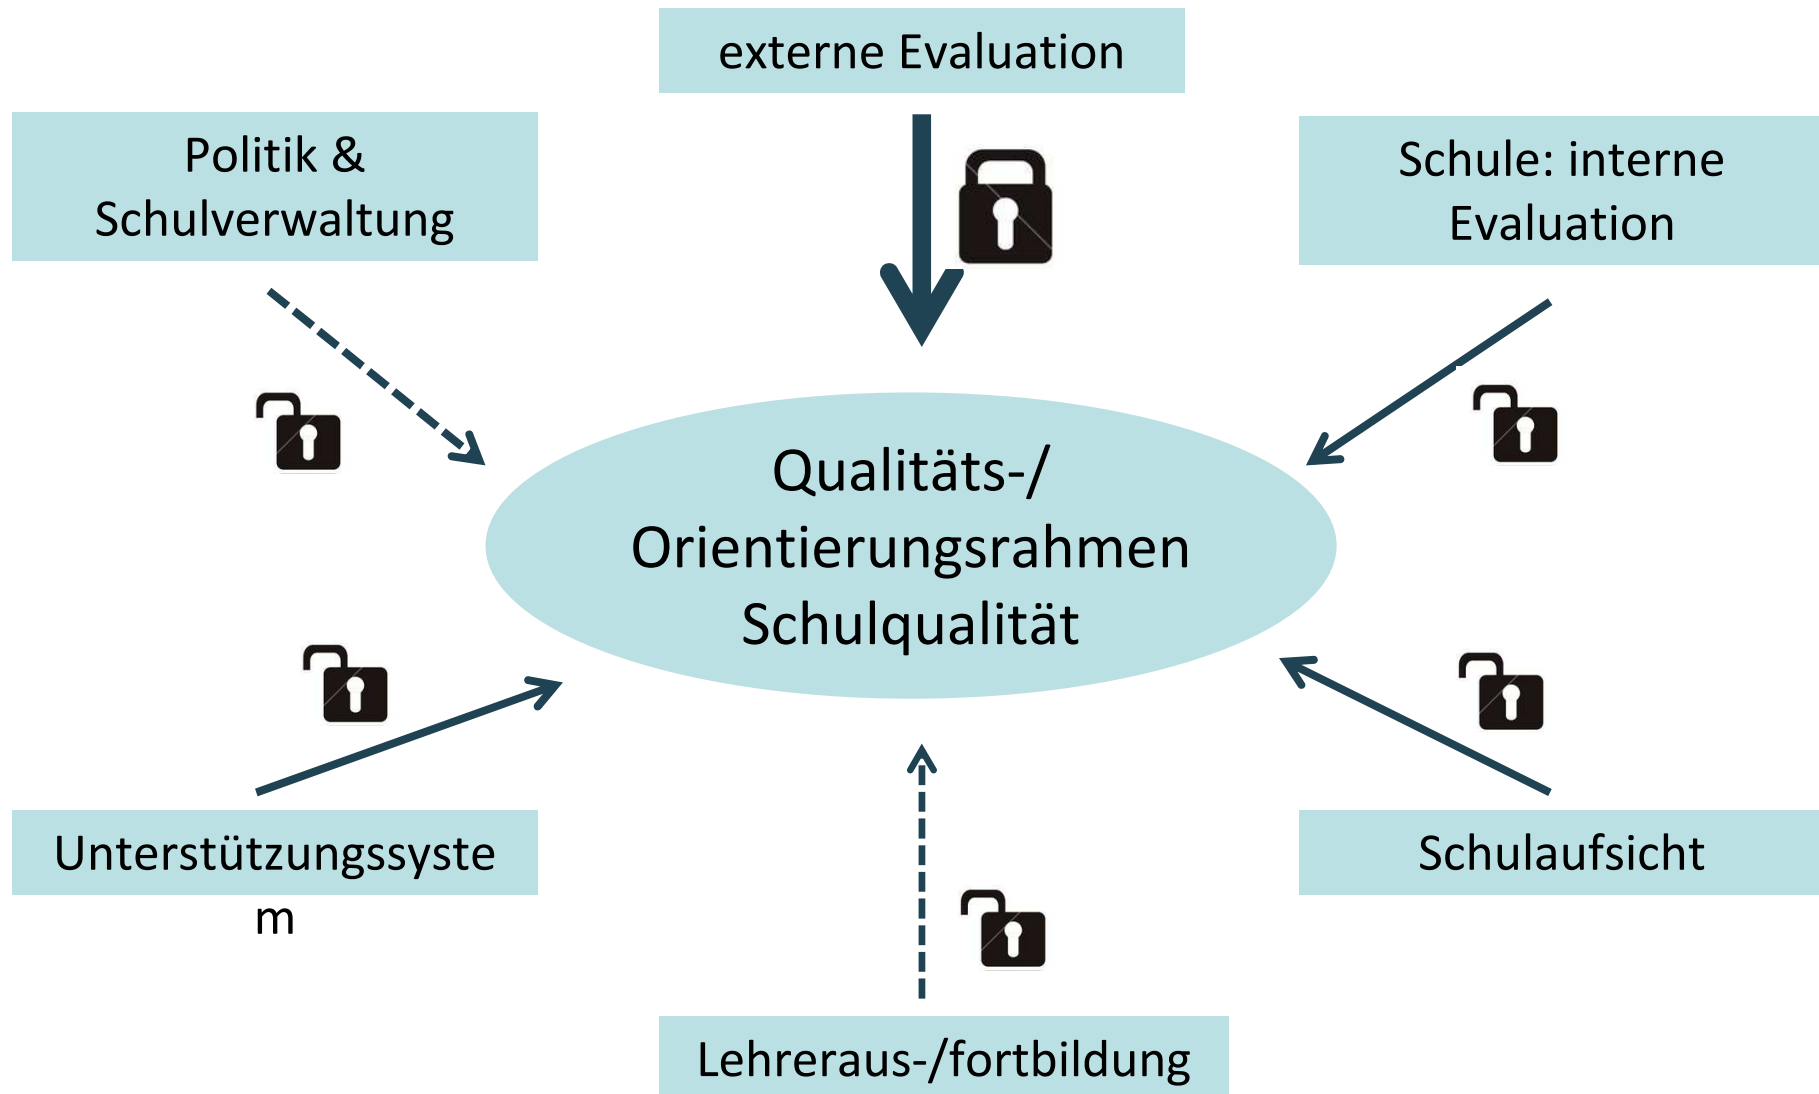 externe Evaluation
Politik &
Schulverwaltung
Schule: interne
Evaluation
Qualitäts-/
Orientierungsrahmen
Schulqualität
Unterstützungssyste
m
Schulaufsicht
Lehreraus-/fortbildung